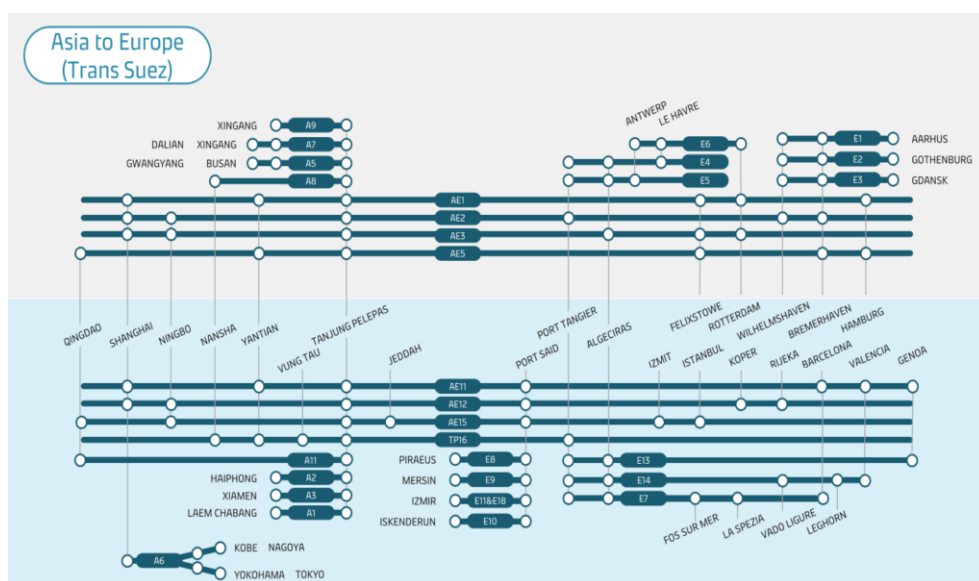 Asia to Europe
(Trans Suez)
ANTWERP
LE HAVRE
XINGANG A9
DALIAN XINGANG A7
GWANGYANG BUSAN A5
A8
E6
E4
E5
E1 AARHUS
E2 GOTHENBURG
E3 GDANSK
AE1
AE2
AE3
AE5
QINGDAO
SHANGHAI
NINGBO
NANSHA
YANTIAN
VUNG TAU
TANJUNG PELEPAS
JEDDAH
PORT SAID
PORT TANGIER
ALGECIRAS
IZMIT
FELIXSTOWE
ISTANBUL
ROTTERDAM
KOPER
WILHELMSHAVEN
RIJEKA
BREMERHAVEN
BARCELONA
HAMBURG
VALENCIA
GENOA
AE11
AE12
AE15
TP16
A11
HAIPHONG A2
XIAMEN A3
LAEM CHABANG A1
PIRAEUS E8
MERSIN E9
IZMIR E11&E18
ISKENDERUN E10
E13
E14
E7
FOS SUR MER
LA SPEZIA
VADO LIGURE
LEGHORN
A6
KOBE NAGOYA
YOKOHAMA TOKYO